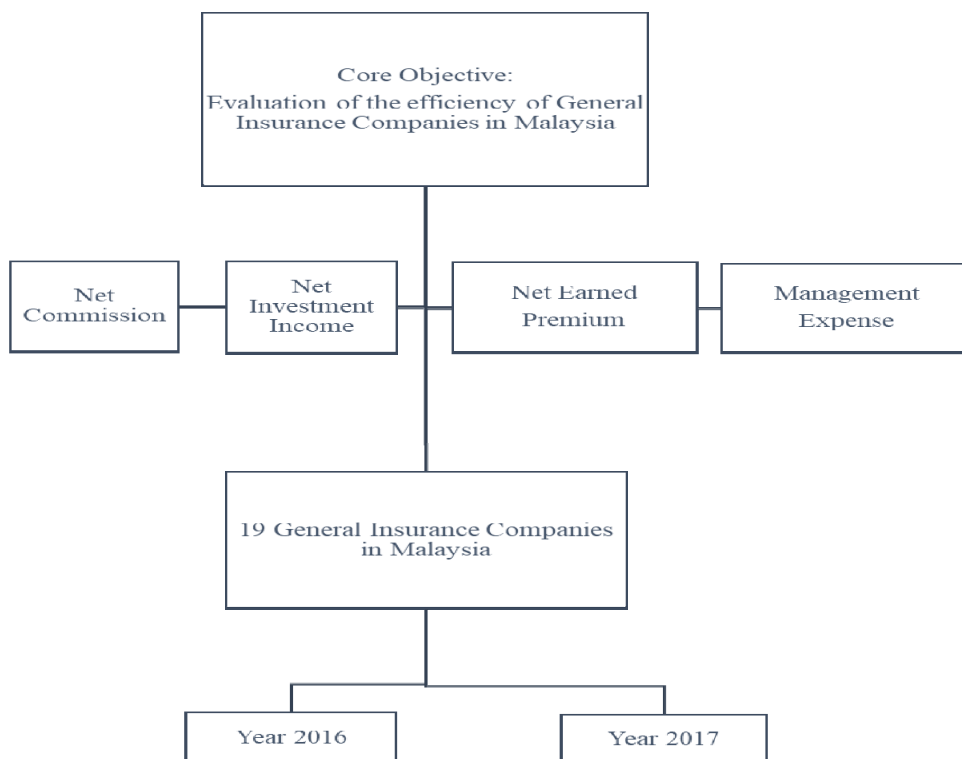 Core Objective:
Evaluation of the efficiency of General
Insurance Companies in Malaysia
Net
Commission
Net
Investment
Income
Net Earned
Premium
Management
Expense
19 General Insurance Companies
in Malaysia
Year 2016
Year 2017